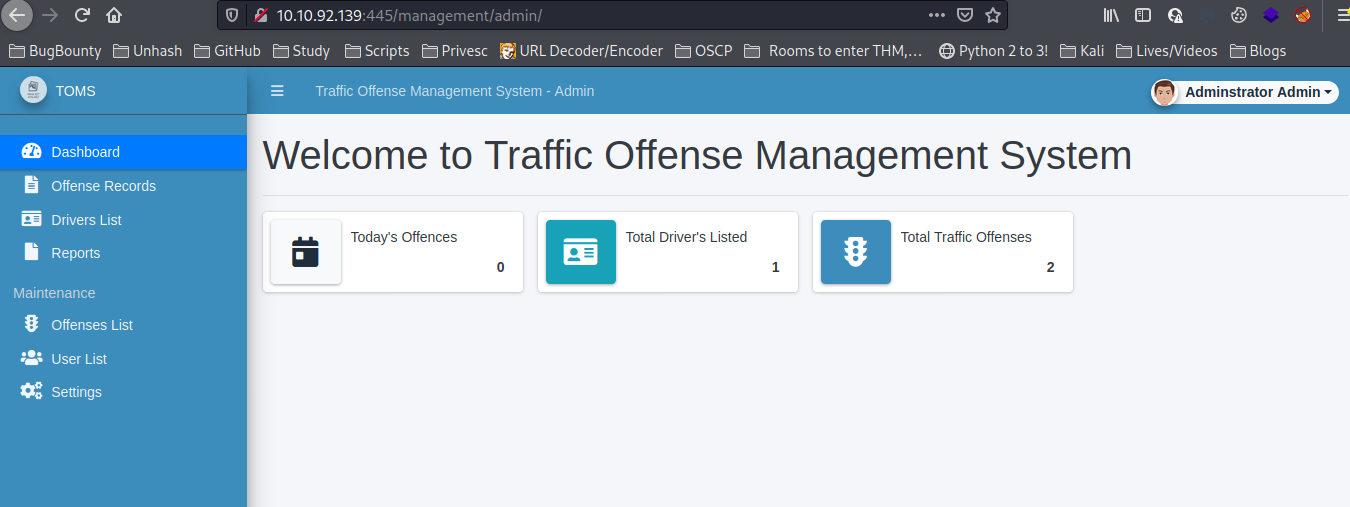 10.10.92.139:445/management/admin/
BugBounty Unhash GitHub Study Scripts Privesc URL Decoder/Encoder OSCP Rooms to enter THM,… Python 2 to 3! Kali Lives/Videos Blogs
TOMS Traffic Offense Management System - Admin Adminstrator Admin
Dashboard
Offense Records
Drivers List
Reports
Maintenance
Offenses List
User List
Settings
Welcome to Traffic Offense Management System
Today's Offences Total Driver's Listed Total Traffic Offenses
0 1 2